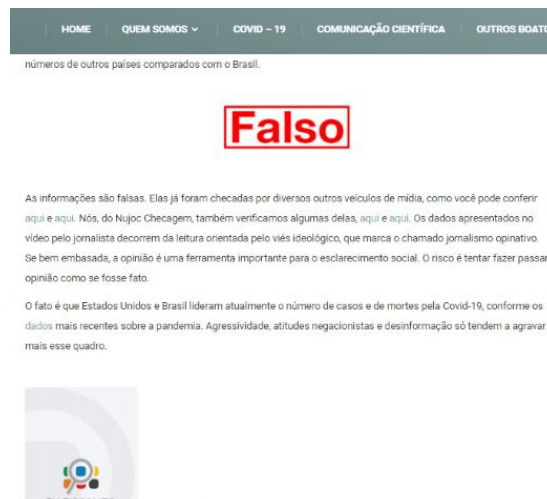 HOME QUEM SOMOS COVID – 19 COMUNICAÇÃO CIENTÍFICA OUTROS BOATO
números de outros países comparados com o Brasil.
Falso
As informações são falsas. Elas já foram checadas por diversos outros veículos de mídia, como você pode conferir
aqui e aqui. Nós, do Nujoc Checagem, também verificamos algumas delas, aqui e aqui. Os dados apresentados no
vídeo pelo jornalista decorrem da leitura orientada pelo viés ideológico, que marca o chamado jornalismo opinativo.
Se bem embasada, a opinião é uma ferramenta importante para o esclarecimento social. O risco é tentar fazer passar
opinião como se fosse fato.
O fato é que Estados Unidos e Brasil lideram atualmente o número de casos e de mortes pela Covid-19, conforme os
dados mais recentes sobre a pandemia. Agressividade, atitudes negacionistas e desinformação só tendem a agravar
mais esse quadro.